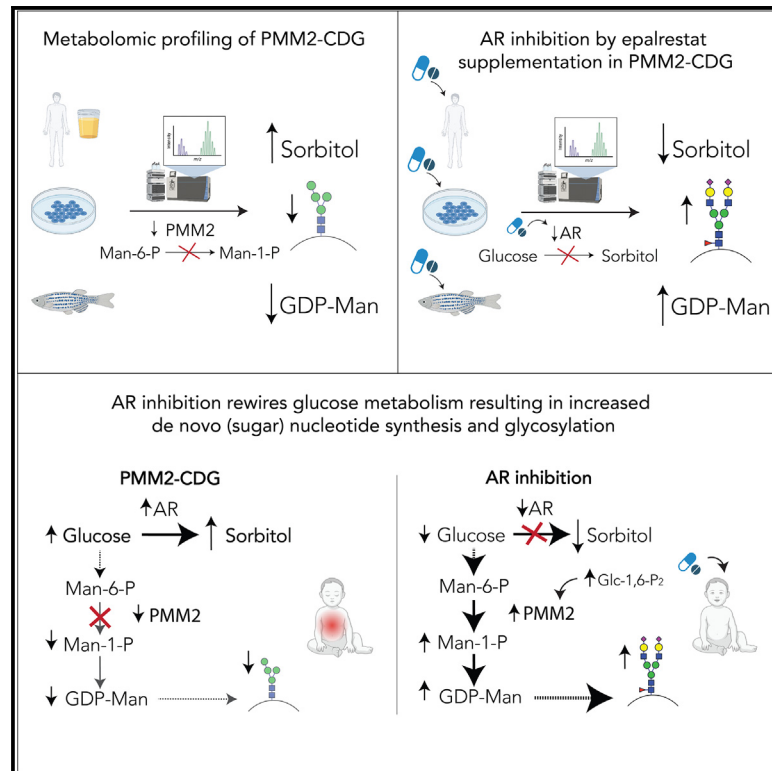 Metabolomic profiling of PMM2-CDG
Intensity
m/z
↑ Sorbitol
↓ PMM2
Man-6-P → Man-1-P
↓ GDP-Man
AR inhibition by epalrestat
supplementation in PMM2-CDG
Intensity
m/z
↓ Sorbitol
↓ AR
Glucose → Sorbitol
↑ GDP-Man
AR inhibition rewires glucose metabolism resulting in increased
de novo (sugar) nucleotide synthesis and glycosylation
PMM2-CDG
↑ AR
↑ Glucose → ↑ Sorbitol
Man-6-P
↓ PMM2
↓ Man-1-P
↓ GDP-Man
AR inhibition
↓ AR
↓ Glucose → ↓ Sorbitol
Man-6-P
↑ Glc-1,6-P₂
↑ PMM2
↑ Man-1-P
↑ GDP-Man